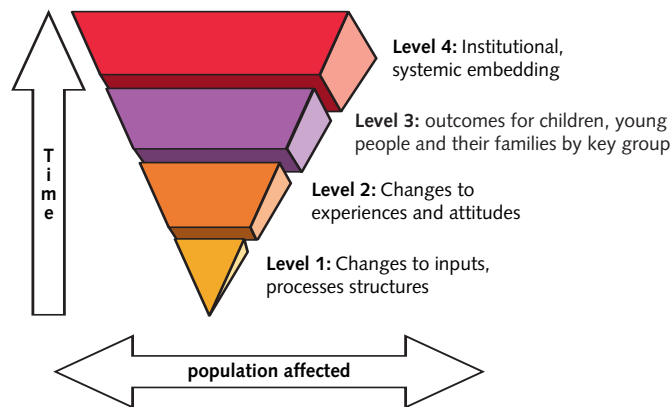 Level 4: Institutional,
systemic embedding
Level 3: outcomes for children, young
people and their families by key group
Time
Level 2: Changes to
experiences and attitudes
Level 1: Changes to inputs,
processes structures
population affected